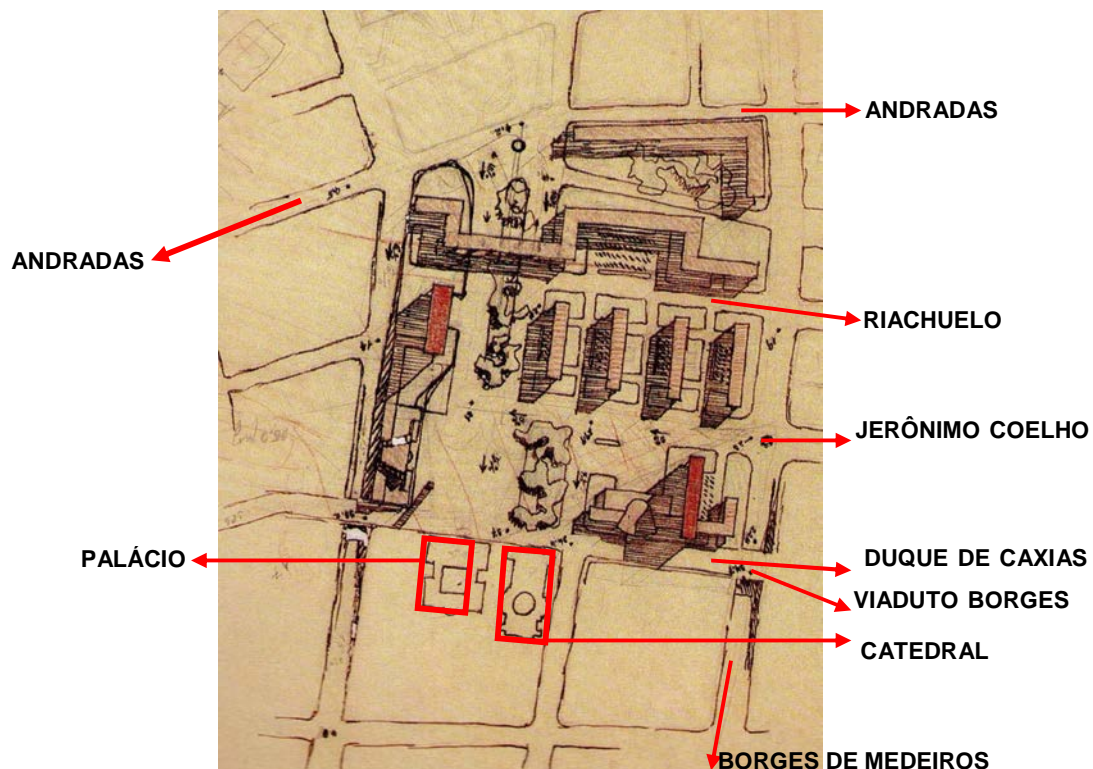 ANDRADAS
ANDRADAS
RIACHUELO
JERÔNIMO COELHO
PALÁCIO
DUQUE DE CAXIAS
VIADUTO BORGES
CATEDRAL
BORGES DE MEDEIROS